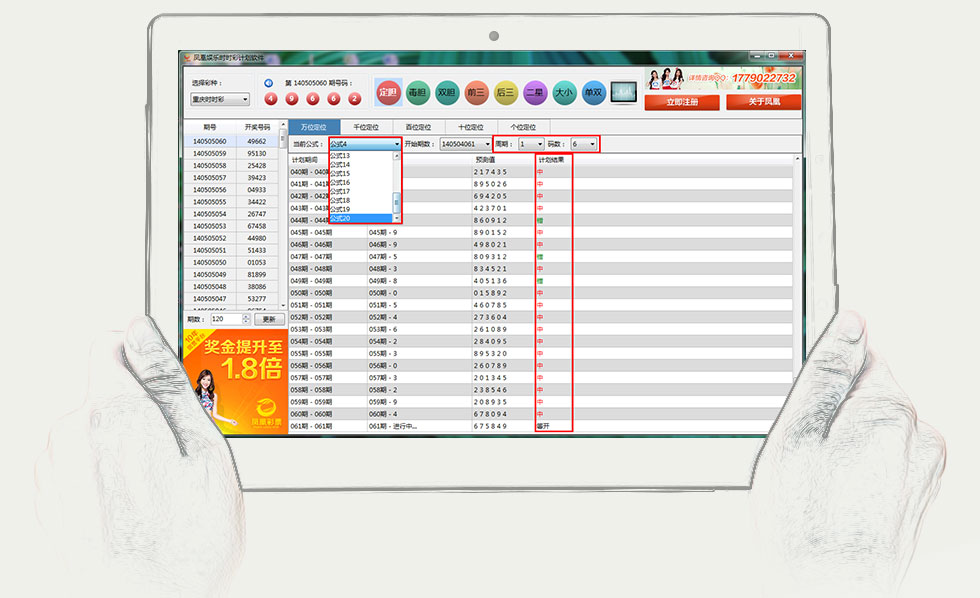 凤凰娱乐时时彩计划软件
选择彩种：
重庆时时彩
第 140505060 期号码：
4 9 6 6 2
定胆 毒胆 双胆 前三 后三 二星 大小 单双
详情咨询QQ：1779022732
立即注册 关于凤凰
期号 开奖号码
140505060 49662
140505059 95130
140505058 25428
140505057 39423
140505056 04933
140505055 34422
140505054 26747
140505053 67458
140505052 44980
140505051 51433
140505050 01053
140505049 81899
140505048 38086
140505047 53277
期数： 120 更新
奖金提升至
1.8倍
凤凰彩票
万位定位 千位定位 百位定位 十位定位 个位定位
当前公式： 公式4 开始期数： 140504061 周期： 1 码数： 6
公式13
公式14
公式15
公式16
公式17
公式18
公式19
公式20
计划期间 预测值 计划结果
040期 - 040 2 1 7 4 3 5 中
041期 - 041 8 9 5 0 2 6 中
042期 - 042 6 9 4 2 0 5 中
043期 - 043 4 2 3 7 0 1 中
044期 - 044 8 6 0 9 1 2 挂
045期 - 045期 045期 - 9 8 9 0 1 5 2 中
046期 - 046期 046期 - 9 4 9 8 0 2 1 中
047期 - 047期 047期 - 5 8 0 9 3 1 2 挂
048期 - 048期 048期 - 3 8 3 4 5 2 1 中
049期 - 049期 049期 - 8 4 0 5 1 3 6 挂
050期 - 050期 050期 - 0 0 1 5 8 9 2 中
051期 - 051期 051期 - 5 4 6 0 7 8 5 中
052期 - 052期 052期 - 4 2 7 3 6 0 4 中
053期 - 053期 053期 - 6 2 6 1 0 8 9 中
054期 - 054期 054期 - 2 2 8 4 0 9 5 中
055期 - 055期 055期 - 3 8 9 5 3 2 0 中
056期 - 056期 056期 - 0 2 6 0 7 8 9 中
057期 - 057期 057期 - 3 2 0 1 3 4 5 中
058期 - 058期 058期 - 2 2 3 8 5 4 6 中
059期 - 059期 059期 - 9 2 0 8 9 3 5 中
060期 - 060期 060期 - 4 6 7 8 0 9 4 中
061期 - 061期 061期 - 进行中... 6 7 5 8 4 9 等开